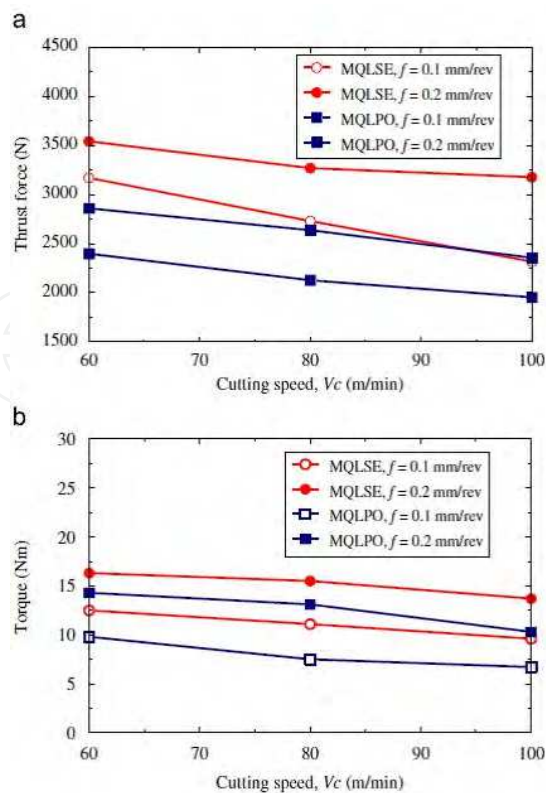 a
4500
4000
3500
3000
2500
2000
1500
Thrust force (N)
MQLSE, f = 0.1 mm/rev
MQLSE, f = 0.2 mm/rev
MQLPO, f = 0.1 mm/rev
MQLPO, f = 0.2 mm/rev
60 70 80 90 100
Cutting speed, Vc (m/min)
b
30
25
20
15
10
5
0
Torque (Nm)
MQLSE, f = 0.1 mm/rev
MQLSE, f = 0.2 mm/rev
MQLPO, f = 0.1 mm/rev
MQLPO, f = 0.2 mm/rev
60 70 80 90 100
Cutting speed, Vc (m/min)